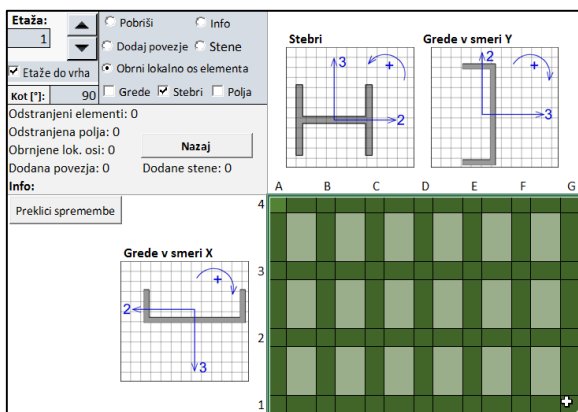 Etaža:
1
Etaže do vrha
Kot [°]: 90
Pobriši
Info
Dodaj povezje
Stene
Obrni lokalno os elementa
Grede
Stebri
Polja
Odstranjeni elementi: 0
Odstranjena polja: 0
Obrnjene lok. osi: 0
Nazaj
Dodana povezja: 0
Dodane stene: 0
Info:
Preklici spremembe
Stebri
3
+
2
Grede v smeri Y
2
+
3
Grede v smeri X
+
2
3
A B C D E F G
4
3
2
1